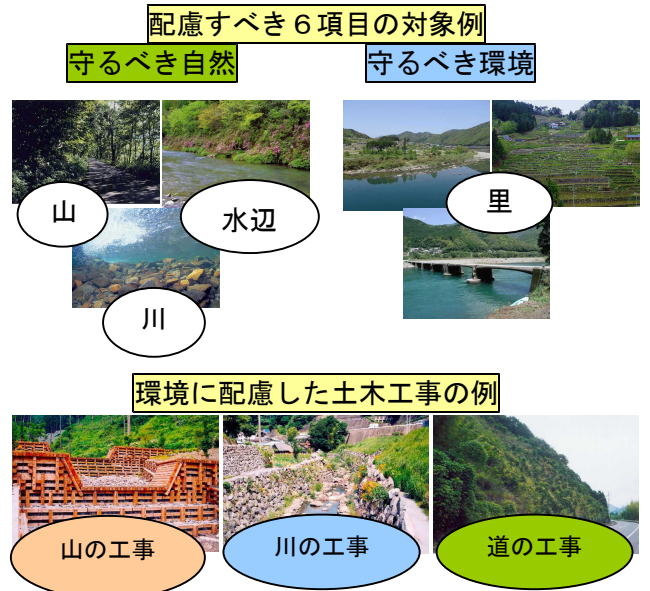 配慮すべき６項目の対象例
守るべき自然
守るべき環境
山
水辺
川
里
環境に配慮した土木工事の例
山の工事
川の工事
道の工事